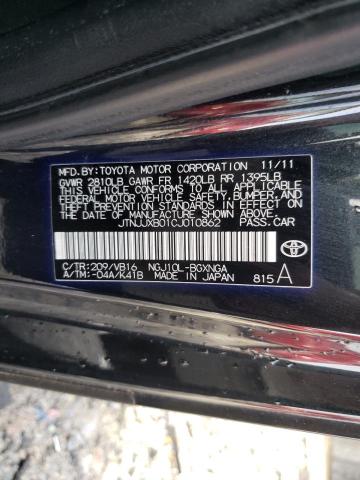 MFD. BY: TOYOTA MOTOR CORPORATION 11/11
GVWR 2810LB GAWR FR 1420LB RR 1395LB
THIS VEHICLE CONFORMS TO ALL APPLICABLE
FEDERAL MOTOR VEHICLE SAFETY, BUMPER, AND
THEFT PREVENTION STANDARDS IN EFFECT ON
THE DATE OF MANUFACTURE SHOWN ABOVE.
JTNJJXB01CJ010862 PASS.CAR
C/TR:209/VB16 NGJ10L-BGXNGA
A/TM:-04A/K41B MADE IN JAPAN 815 A